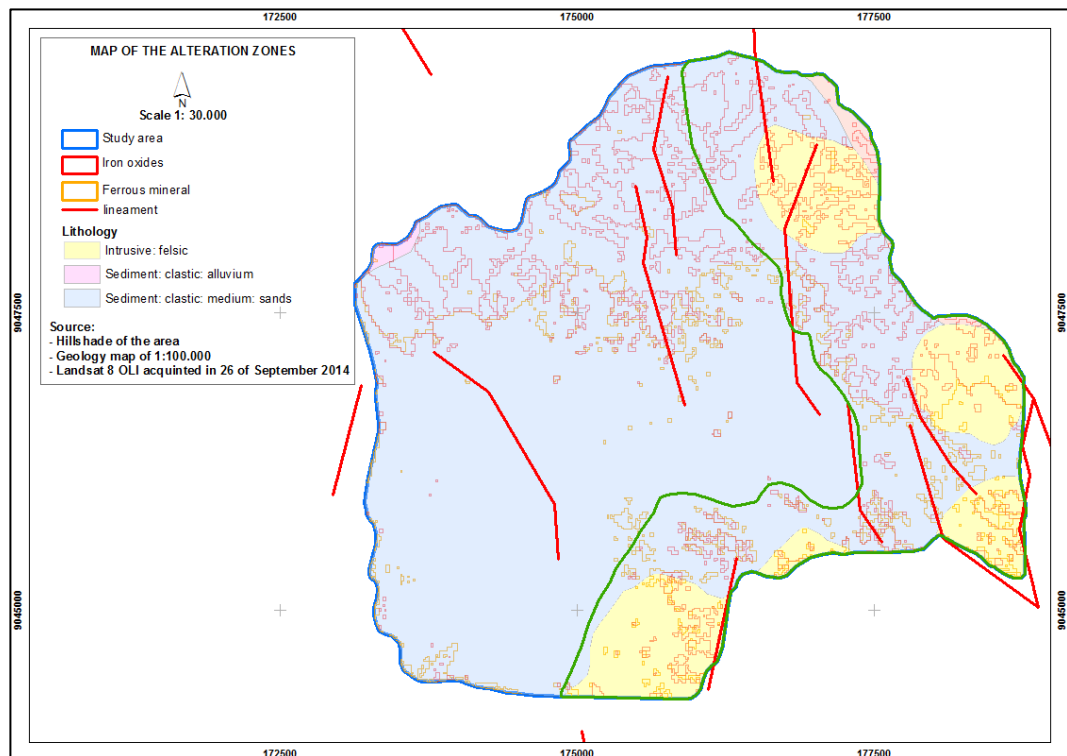 172500 175000 177500
MAP OF THE ALTERATION ZONES
N
Scale 1: 30.000
Study area
Iron oxides
Ferrous mineral
lineament
Lithology
Intrusive: felsic
Sediment: clastic: alluvium
Sediment: clastic: medium: sands
Source:
- Hillshade of the area
- Geology map of 1:100.000
- Landsat 8 OLI acquinted in 26 of September 2014
9047500 9047500
9045000 9045000
172500 175000 177500